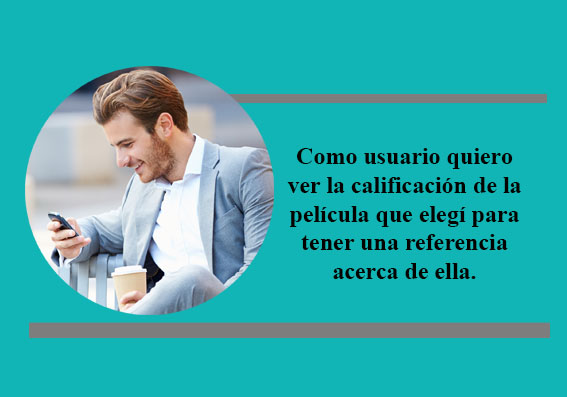 Como usuario quiero
ver la calificación de la
película que elegí para
tener una referencia
acerca de ella.